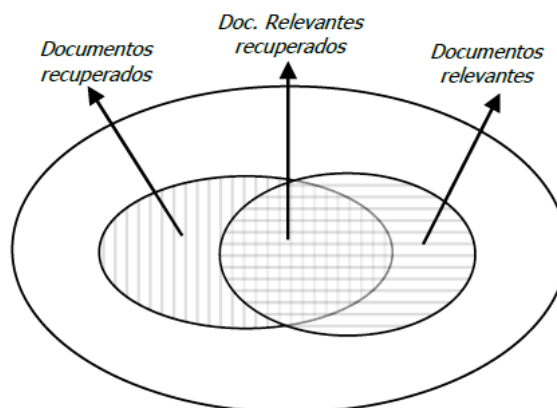 Documentos
recuperados
Doc. Relevantes
recuperados
Documentos
relevantes